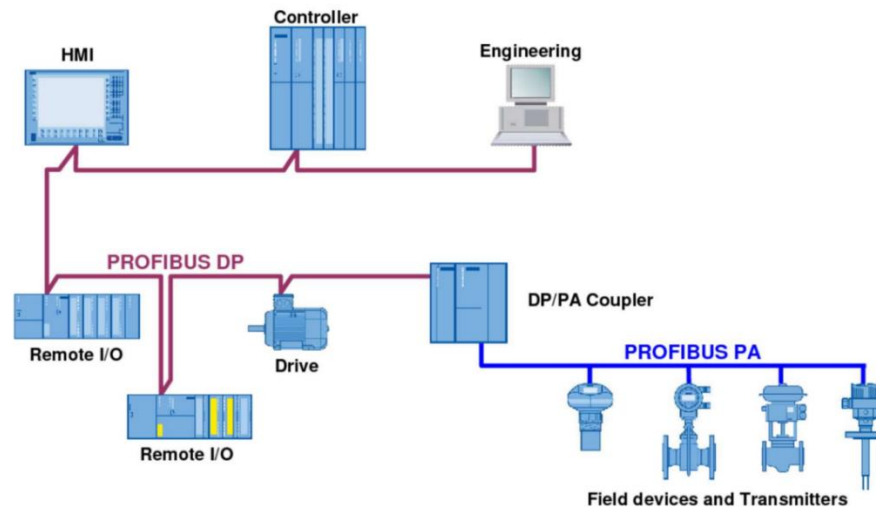 Controller
HMI
Engineering
PROFIBUS DP
DP/PA Coupler
Remote I/O
Drive
PROFIBUS PA
Remote I/O
Field devices and Transmitters